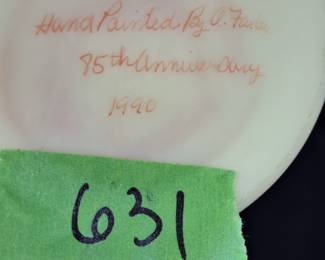 Hand Painted By
85th Anniversary
1990
631